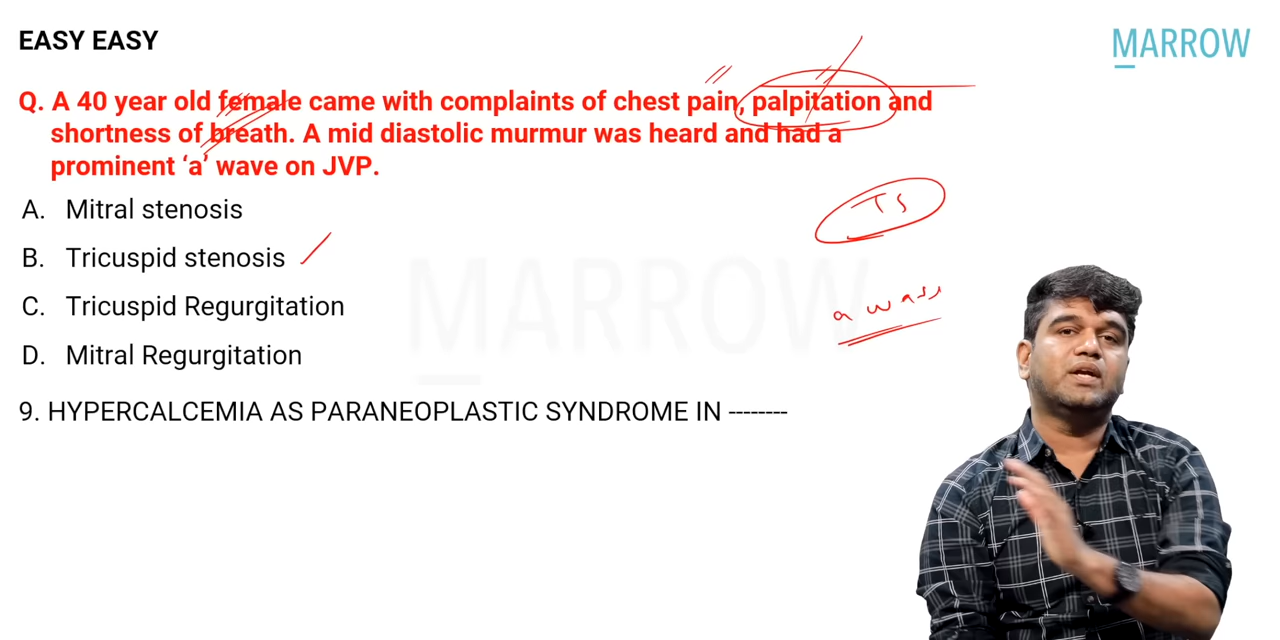 EASY EASY
MARROW
Q. A 40 year old female came with complaints of chest pain, palpitation and
shortness of breath. A mid diastolic murmur was heard and had a
prominent ‘a’ wave on JVP.
A. Mitral stenosis
TS
B. Tricuspid stenosis
MARROW
C. Tricuspid Regurgitation
a
D. Mitral Regurgitation
9. HYPERCALCEMIA AS PARANEOPLASTIC SYNDROME IN --------